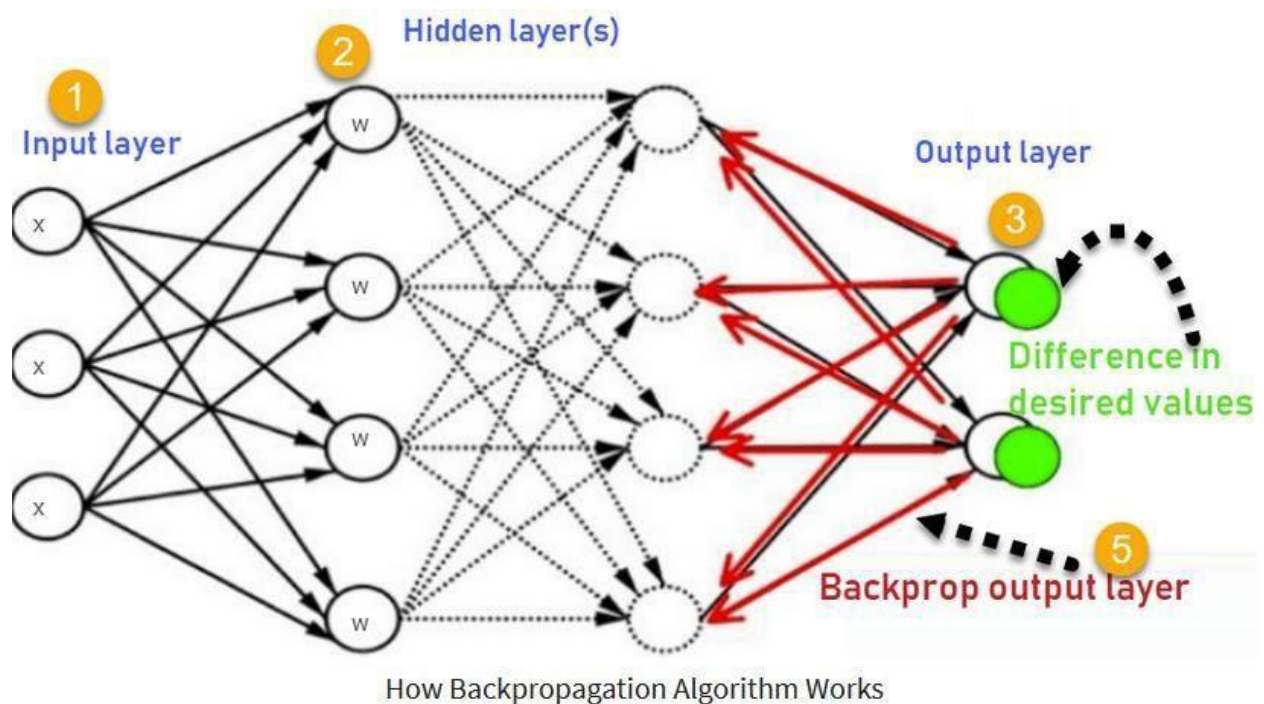 Hidden layer(s)
2
1
Input layer
Output layer
3
W
X
W
Difference in
desired values
X
W
X
5
Backprop output layer
W
How Backpropagation Algorithm Works